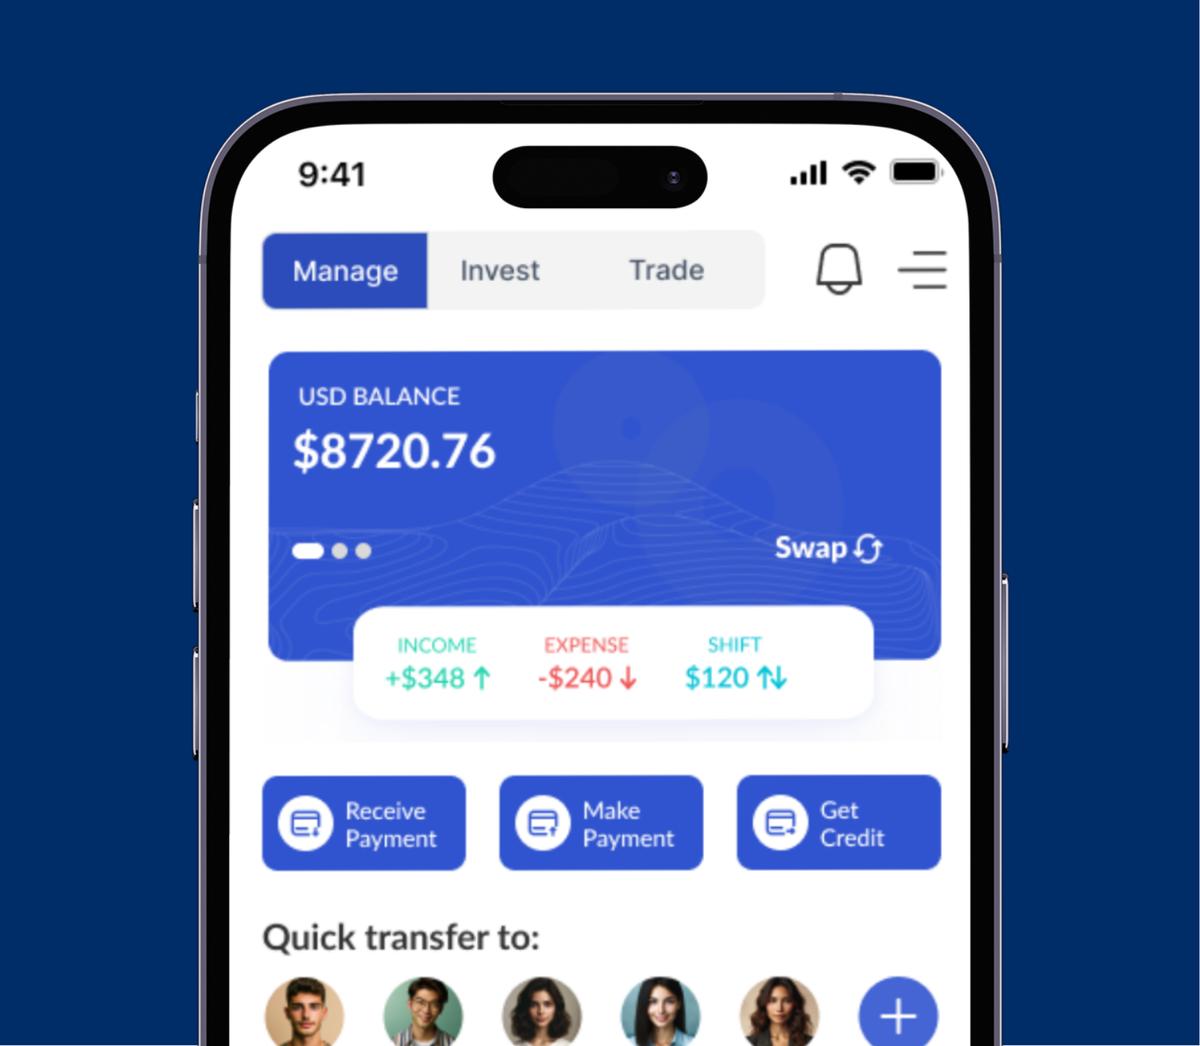 9:41
Manage Invest Trade
USD BALANCE
$8720.76
Swap
INCOME EXPENSE SHIFT
+$348 -$240 $120
Receive Payment
Make Payment
Get Credit
Quick transfer to: